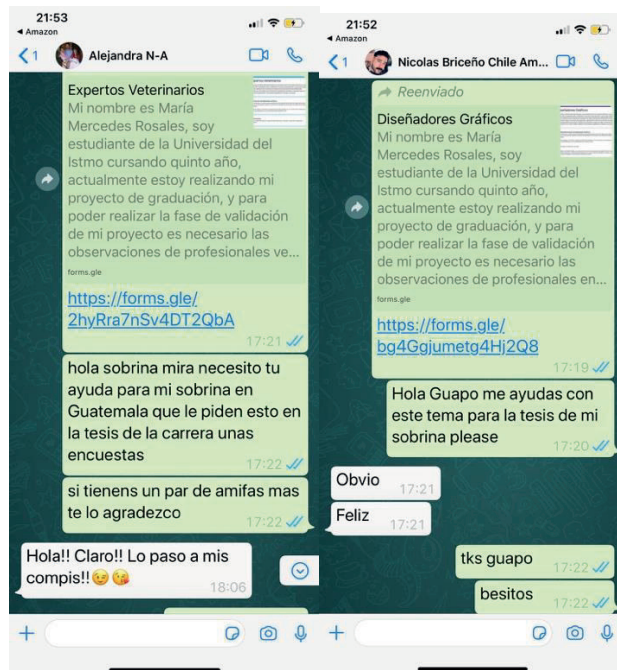 21:53
◄ Amazon
1
Alejandra N-A
Expertos Veterinarios
Mi nombre es María
Mercedes Rosales, soy
estudiante de la Universidad del
Istmo cursando quinto año,
actualmente estoy realizando mi
proyecto de graduación, y para
poder realizar la fase de validación
de mi proyecto es necesario las
observaciones de profesionales ve...
forms.gle
https://forms.gle/
2hyRra7nSv4DT2QbA
17:21
hola sobrina mira necesito tu
ayuda para mi sobrina en
Guatemala que le piden esto en
la tesis de la carrera unas
encuestas
17:22
si tienens un par de amifas mas
te lo agradezco
17:22
Hola!! Claro!! Lo paso a mis
compis!!😉😘
18:06
21:52
◄ Amazon
1
Nicolas Briceño Chile Am...
Reenviado
Diseñadores Gráficos
Mi nombre es María
Mercedes Rosales, soy
estudiante de la Universidad del
Istmo cursando quinto año,
actualmente estoy realizando mi
proyecto de graduación, y para
poder realizar la fase de validación
de mi proyecto es necesario las
observaciones de profesionales en...
forms.gle
https://forms.gle/
bg4Ggjumetg4Hj2Q8
17:19
Hola Guapo me ayudas con
este tema para la tesis de mi
sobrina please
17:20
Obvio
17:21
Feliz
17:21
tks guapo
17:22
besitos
17:22